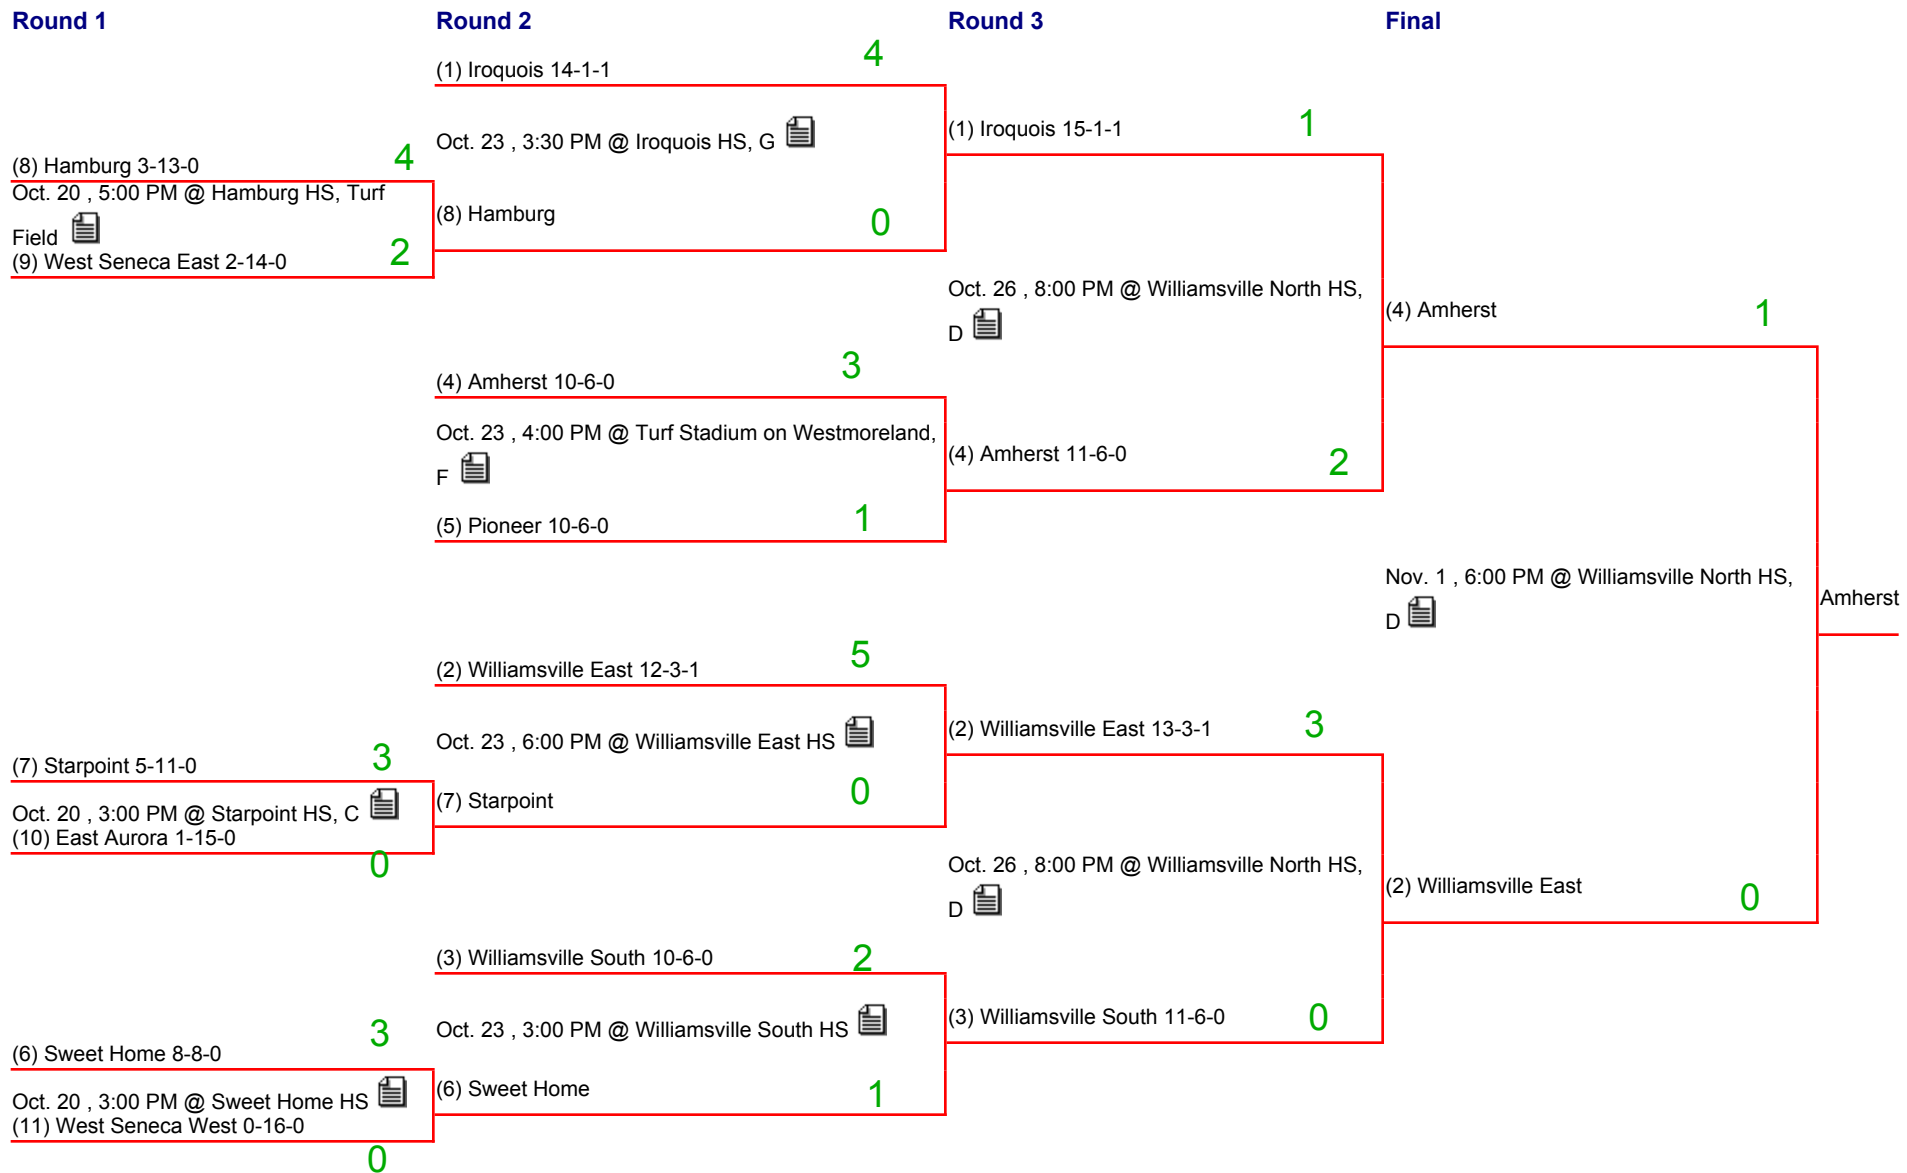 Round 1
Round 2
Round 3
Final
(8) Hamburg 3-13-0
4
Oct. 20 , 5:00 PM @ Hamburg HS, Turf
Field
(9) West Seneca East 2-14-0
2
(7) Starpoint 5-11-0
3
Oct. 20 , 3:00 PM @ Starpoint HS, C
(10) East Aurora 1-15-0
0
(6) Sweet Home 8-8-0
3
Oct. 20 , 3:00 PM @ Sweet Home HS
(11) West Seneca West 0-16-0
0
(1) Iroquois 14-1-1
4
Oct. 23 , 3:30 PM @ Iroquois HS, G
(8) Hamburg
0
(4) Amherst 10-6-0
3
Oct. 23 , 4:00 PM @ Turf Stadium on Westmoreland,
F
(5) Pioneer 10-6-0
1
(2) Williamsville East 12-3-1
5
Oct. 23 , 6:00 PM @ Williamsville East HS
(7) Starpoint
0
(3) Williamsville South 10-6-0
2
Oct. 23 , 3:00 PM @ Williamsville South HS
(6) Sweet Home
1
(1) Iroquois 15-1-1
1
Oct. 26 , 8:00 PM @ Williamsville North HS,
D
(4) Amherst 11-6-0
2
(2) Williamsville East 13-3-1
3
Oct. 26 , 8:00 PM @ Williamsville North HS,
D
(3) Williamsville South 11-6-0
0
(4) Amherst
1
Nov. 1 , 6:00 PM @ Williamsville North HS,
D
(2) Williamsville East
0
Amherst